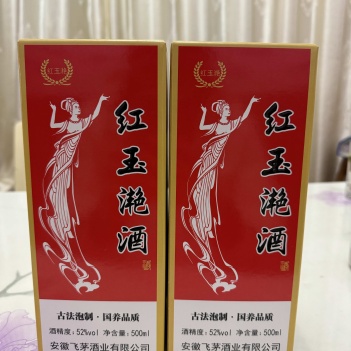 红玉滟
红玉滟酒
古法泡制·国养品质
酒精度：52%vol 净含量：500ml
安徽飞茅酒业有限公司
红玉滟
红玉滟酒
古法泡制·国养品质
酒精度：52%vol 净含量：500ml
安徽飞茅酒业有限公司